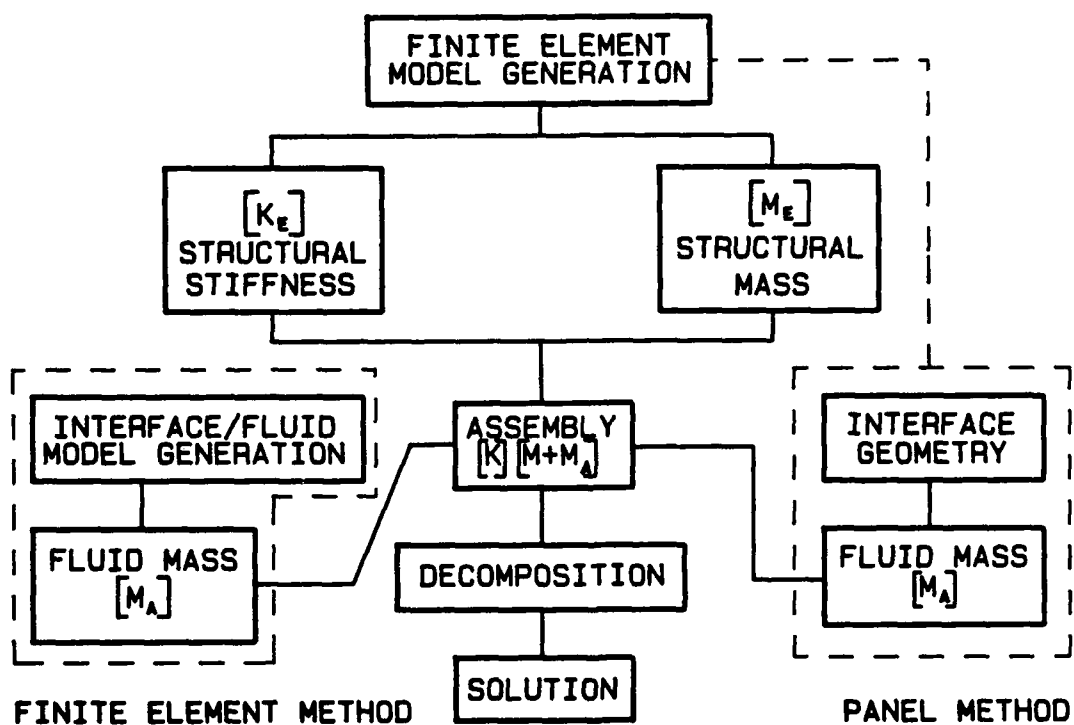 FINITE ELEMENT
MODEL GENERATION
[K_E]
STRUCTURAL
STIFFNESS
[M_E]
STRUCTURAL
MASS
INTERFACE/FLUID
MODEL GENERATION
FLUID MASS
[M_A]
ASSEMBLY
[K] [M+M_A]
DECOMPOSITION
SOLUTION
INTERFACE
GEOMETRY
FLUID MASS
[M_A]
FINITE ELEMENT METHOD
PANEL METHOD